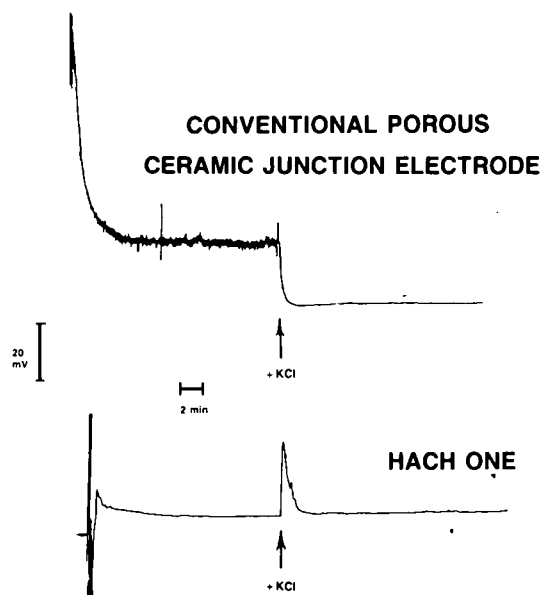 CONVENTIONAL POROUS
CERAMIC JUNCTION ELECTRODE
20
mV
+ KCl
2 min
HACH ONE
+ KCl